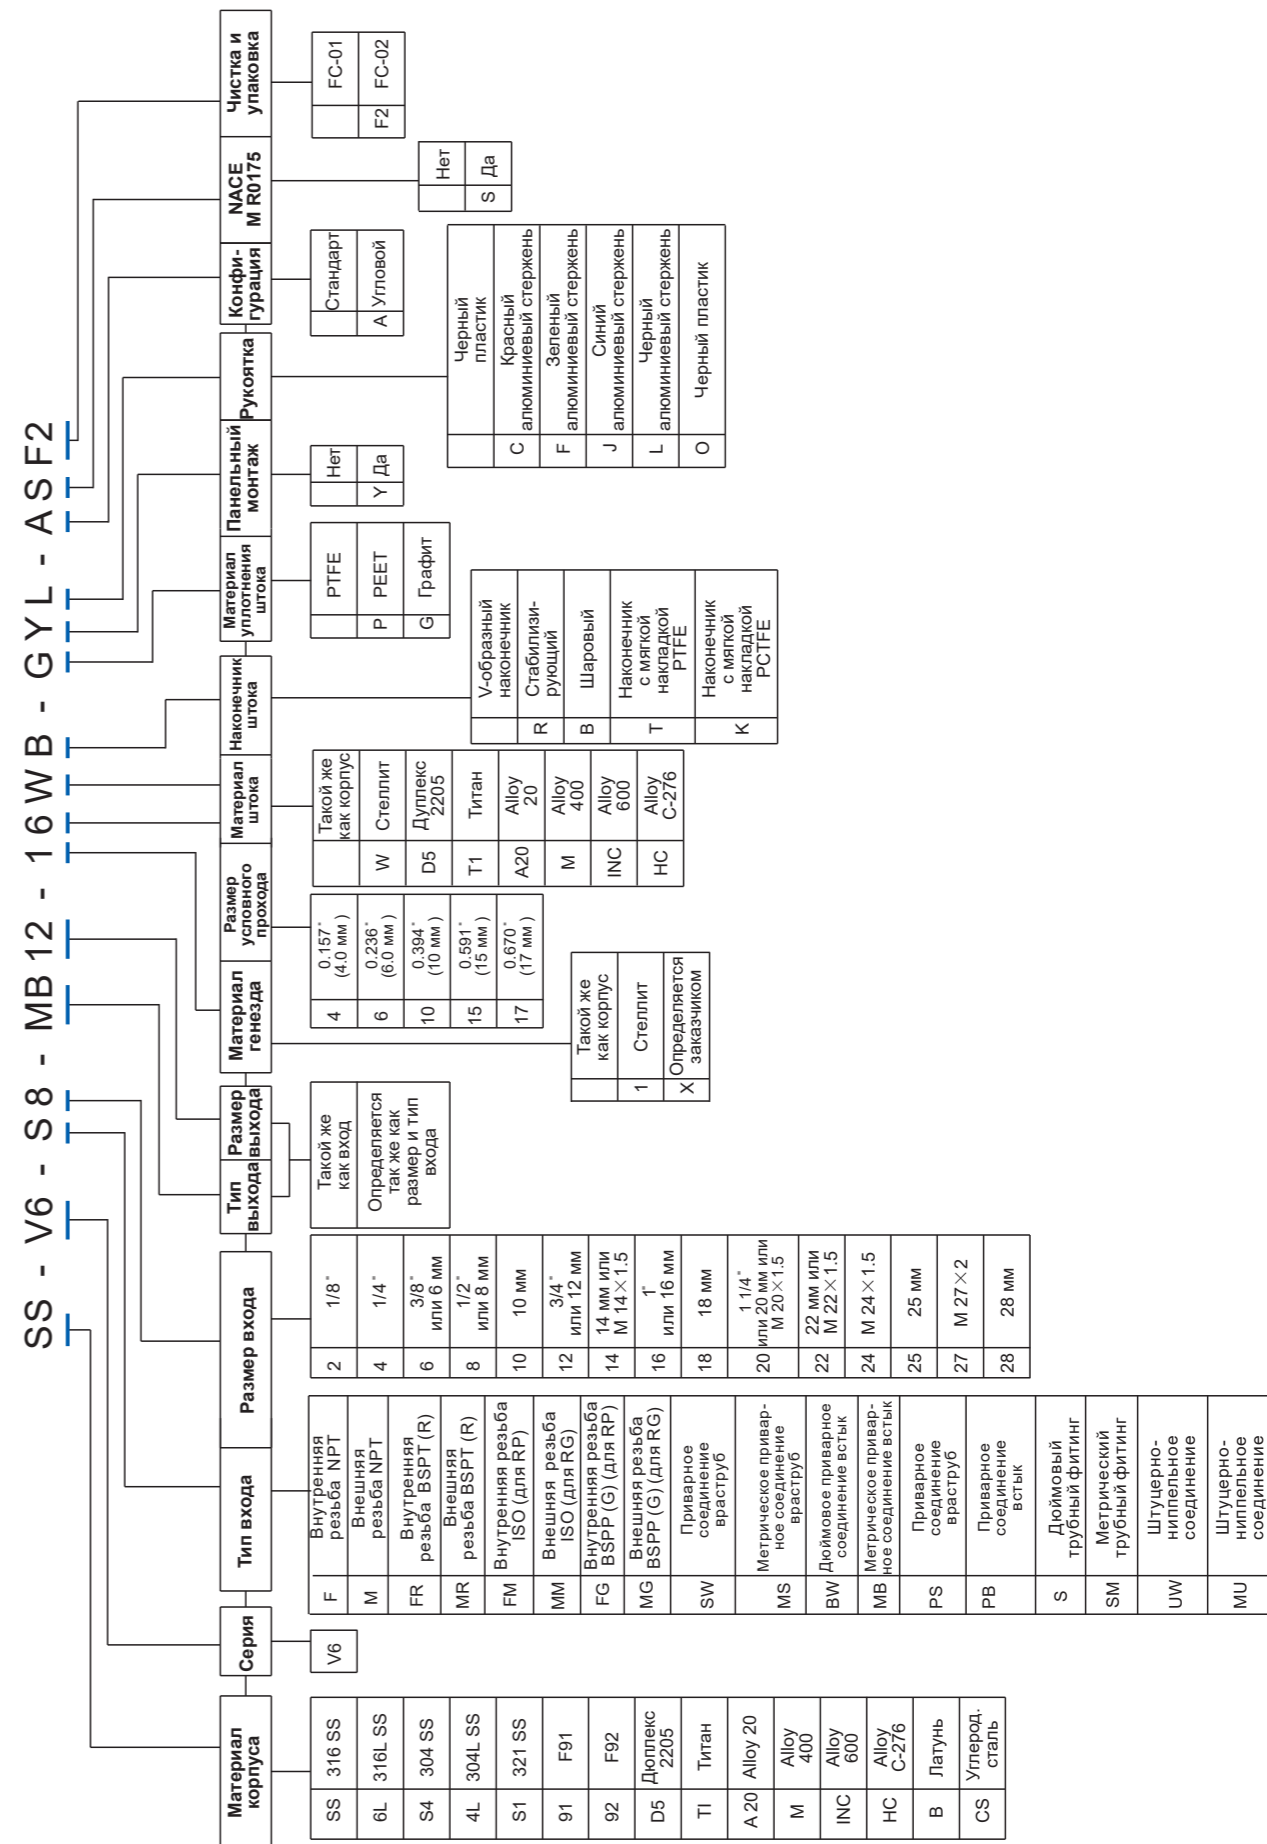 SS - V6 - S8 - MB12 - 16WB - GYL - ASF2
Материал
корпуса
Серия
Тип входа
Размер входа
Тип
выхода
Размер
выхода
Материал
генезда
Размер
условного
прохода
Материал
штока
Наконечник
штока
Материал
уплотнения
штока
Панельный
монтаж
Рукоятка
Конфи-
гурация
NACE
M R0175
Чистка и
упаковка
SS 316 SS
6L 316L SS
S4 304 SS
4L 304L SS
S1 321 SS
91 F91
92 F92
D5 Дюплекс
2205
TI Титан
A 20 Alloy 20
M Alloy
400
INC Alloy
600
HC Alloy
C-276
B Латунь
CS Углерод.
сталь
V6
F Внутренняя
резьба NPT
M Внешняя
резьба NPT
FR Внутренняя
резьба BSPT (R)
MR Внешняя
резьба BSPT (R)
FM Внутренняя резьба
ISO (для RP)
MM Внешняя резьба
ISO (для RG)
FG Внутренняя резьба
BSPP (G) (для RP)
MG Внешняя резьба
BSPP (G) (для RG)
SW Приварное
соединение
враструб
MS Метрическое привар-
ное соединение
враструб
BW Дюймовое приварное
соединение встык
MB Метрическое привар-
ное соединение встык
PS Приварное
соединение
враструб
PB Приварное
соединение
встык
S Дюймовый
трубный фитинг
SM Метрический
трубный фитинг
UW Штуцерно-
ниппельное
соединение
MU Штуцерно-
ниппельное
соединение
2 1/8"
4 1/4"
6 3/8"
или 6 мм
8 1/2"
или 8 мм
10 10 мм
12 3/4"
или 12 мм
14 14 мм или
M 14×1.5
16 1"
или 16 мм
18 18 мм
20 1 1/4"
или 20 мм или
M 20×1.5
22 22 мм или
M 22×1.5
24 M 24×1.5
25 25 мм
27 M 27×2
28 28 мм
Такой же
как вход
Определяется
так же как
размер и тип
входа
Такой же
как корпус
1 Стеллит
X Определяется
заказчиком
4 0.157"
(4.0 мм )
6 0.236"
(6.0 мм )
10 0.394"
(10 мм )
15 0.591"
(15 мм )
17 0.670"
(17 мм )
Такой же
как корпус
W Стеллит
D5 Дуплекс
2205
T1 Титан
A20 Alloy
20
M Alloy
400
INC Alloy
600
HC Alloy
C-276
V-образный
наконечник
R Стабилизи-
рующий
B Шаровый
T Наконечник
с мягкой
накладкой
PTFE
K Наконечник
с мягкой
накладкой
PCTFE
PTFE
P PEET
G Графит
Нет
Y Да
Черный
пластик
C Красный
алюминиевый стержень
F Зеленый
алюминиевый стержень
J Синий
алюминиевый стержень
L Черный
алюминиевый стержень
O Черный пластик
Стандарт
A Угловой
Нет
S Да
FC-01
F2 FC-02